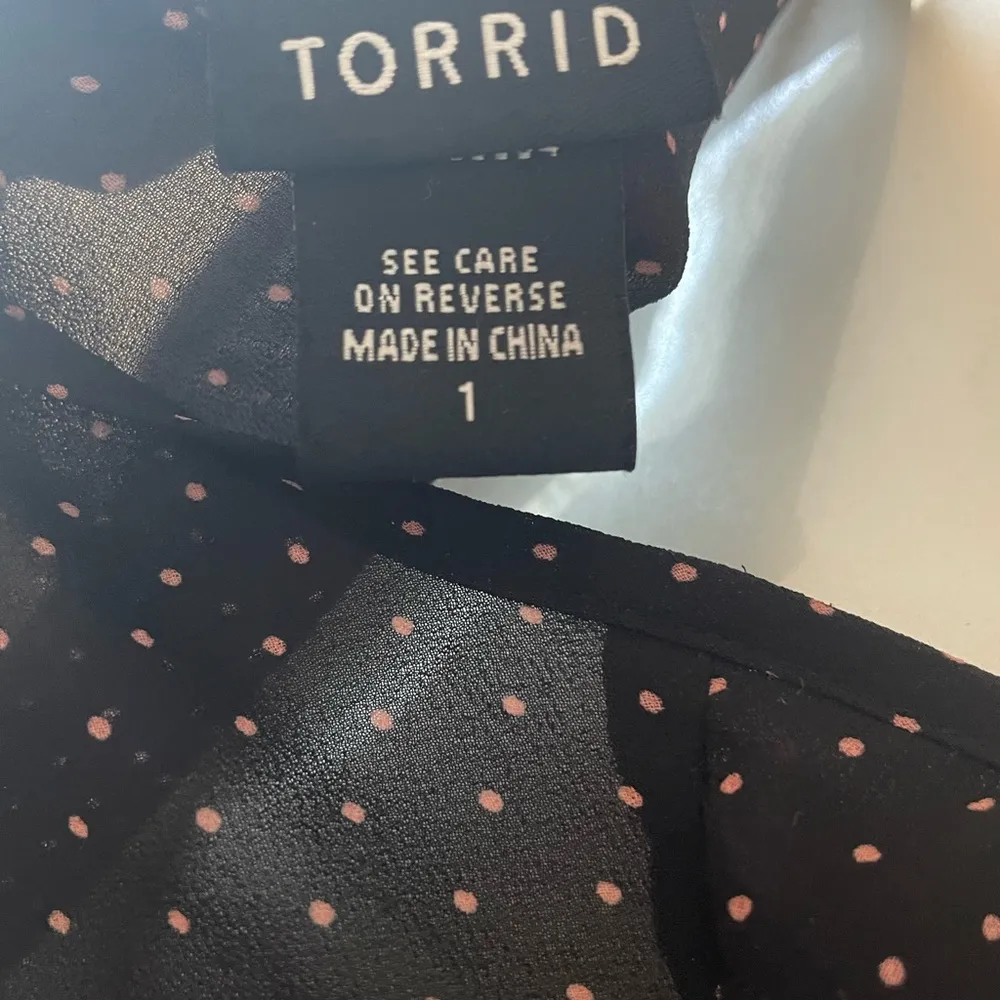 TORRID
SEE CARE
ON REVERSE
MADE IN CHINA
1